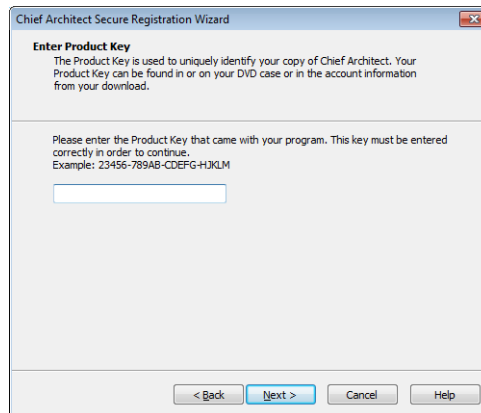 Chief Architect Secure Registration Wizard
Enter Product Key
The Product Key is used to uniquely identify your copy of Chief Architect. Your
Product Key can be found in or on your DVD case or in the account information
from your download.
Please enter the Product Key that came with your program. This key must be entered
correctly in order to continue.
Example: 23456-789AB-CDEFG-HJKLM
< Back Next > Cancel Help